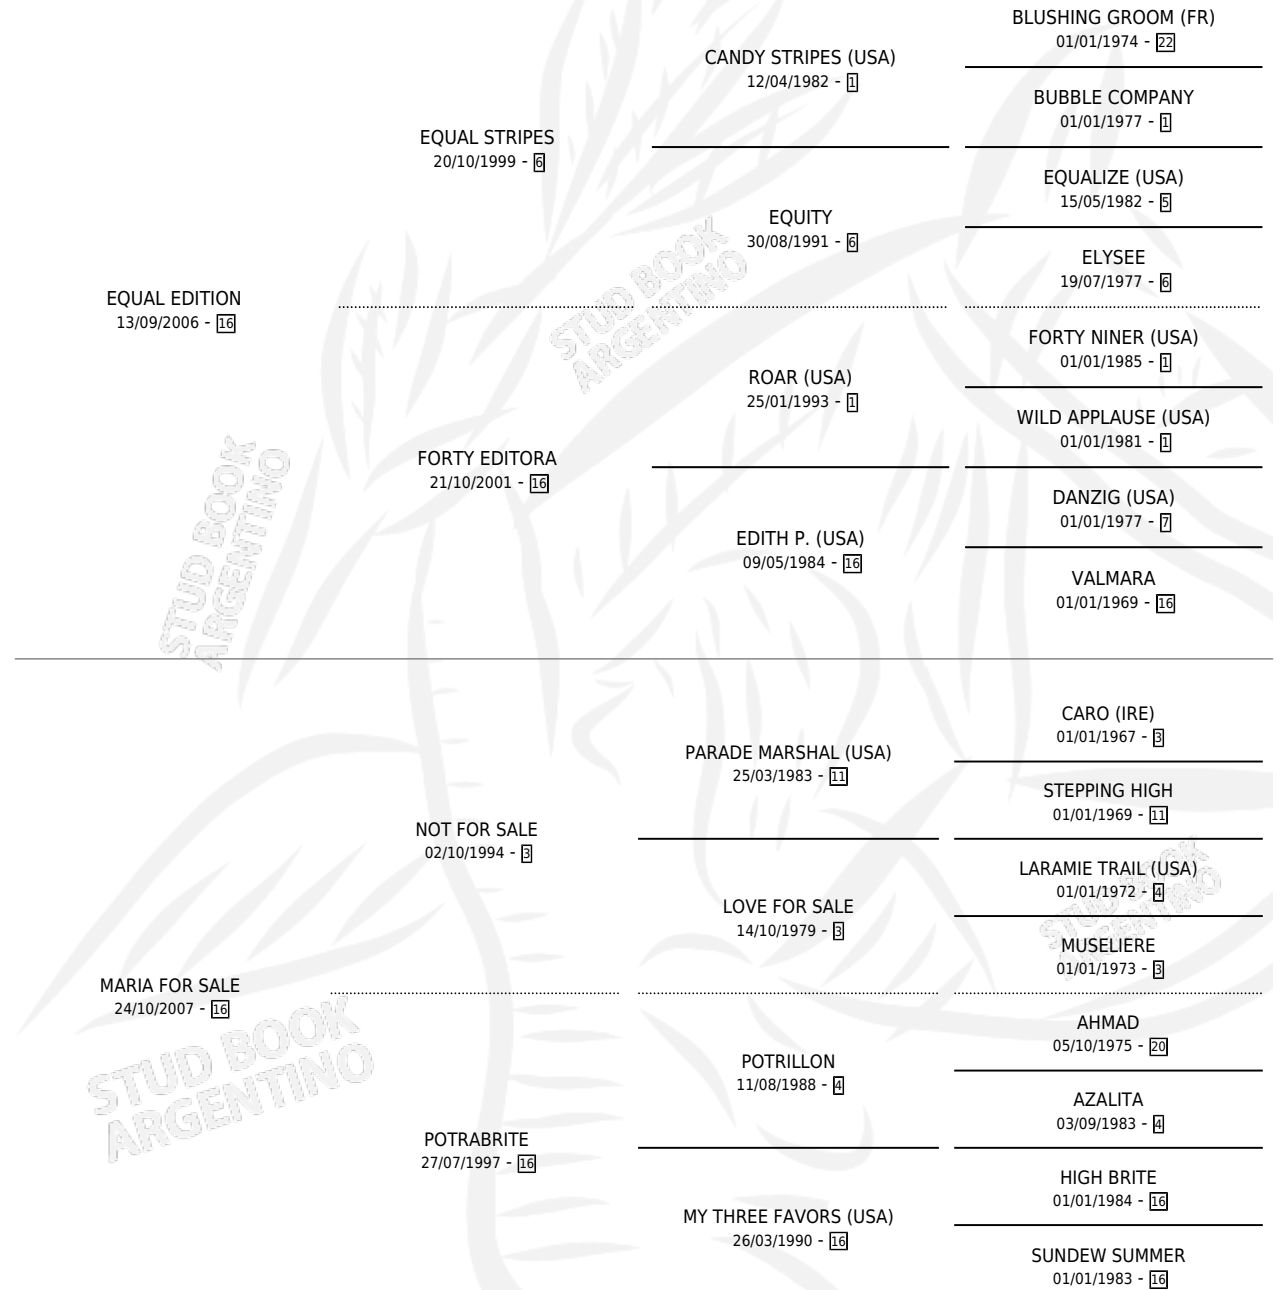 BLUSHING GROOM (FR)
01/01/1974 - 22
CANDY STRIPES (USA)
12/04/1982 - 1
BUBBLE COMPANY
01/01/1977 - 1
EQUAL STRIPES
20/10/1999 - 6
EQUALIZE (USA)
15/05/1982 - 5
EQUITY
30/08/1991 - 6
ELYSEE
19/07/1977 - 6
EQUAL EDITION
13/09/2006 - 16
FORTY NINER (USA)
01/01/1985 - 1
ROAR (USA)
25/01/1993 - 1
WILD APPLAUSE (USA)
01/01/1981 - 1
FORTY EDITORA
21/10/2001 - 16
DANZIG (USA)
01/01/1977 - 7
EDITH P. (USA)
09/05/1984 - 16
VALMARA
01/01/1969 - 16
CARO (IRE)
01/01/1967 - 3
PARADE MARSHAL (USA)
25/03/1983 - 11
STEPPING HIGH
01/01/1969 - 11
NOT FOR SALE
02/10/1994 - 3
LARAMIE TRAIL (USA)
01/01/1972 - 4
LOVE FOR SALE
14/10/1979 - 3
MUSELIERE
01/01/1973 - 3
MARIA FOR SALE
24/10/2007 - 16
AHMAD
05/10/1975 - 20
POTRILLON
11/08/1988 - 4
AZALITA
03/09/1983 - 4
POTRABRITE
27/07/1997 - 16
HIGH BRITE
01/01/1984 - 16
MY THREE FAVORS (USA)
26/03/1990 - 16
SUNDEW SUMMER
01/01/1983 - 16
STUD BOOK
ARGENTINO
STUD BOOK
ARGENTINO
STUD BOOK
ARGENTINO
STUD BOOK
ARGENTINO